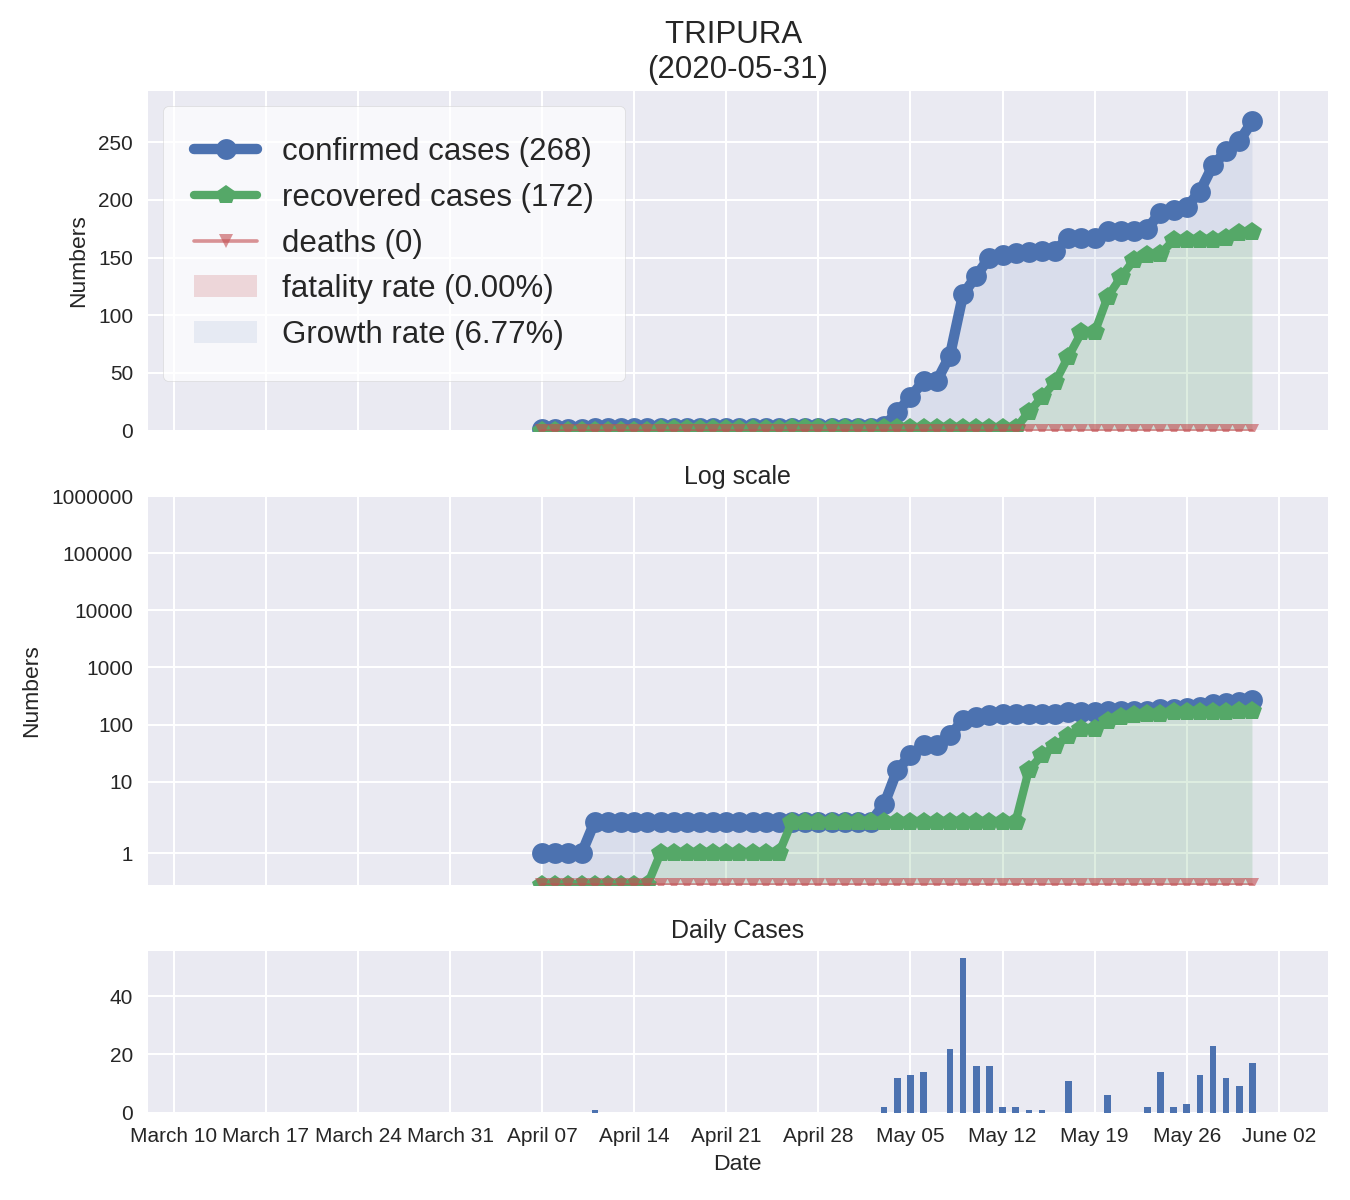 TRIPURA
(2020-05-31)
Numbers
250
200
150
100
50
0
confirmed cases (268)
recovered cases (172)
deaths (0)
fatality rate (0.00%)
Growth rate (6.77%)
Log scale
Numbers
1000000
100000
10000
1000
100
10
1
Daily Cases
40
20
0
March 10 March 17 March 24 March 31 April 07 April 14 April 21 April 28 May 05 May 12 May 19 May 26 June 02
Date